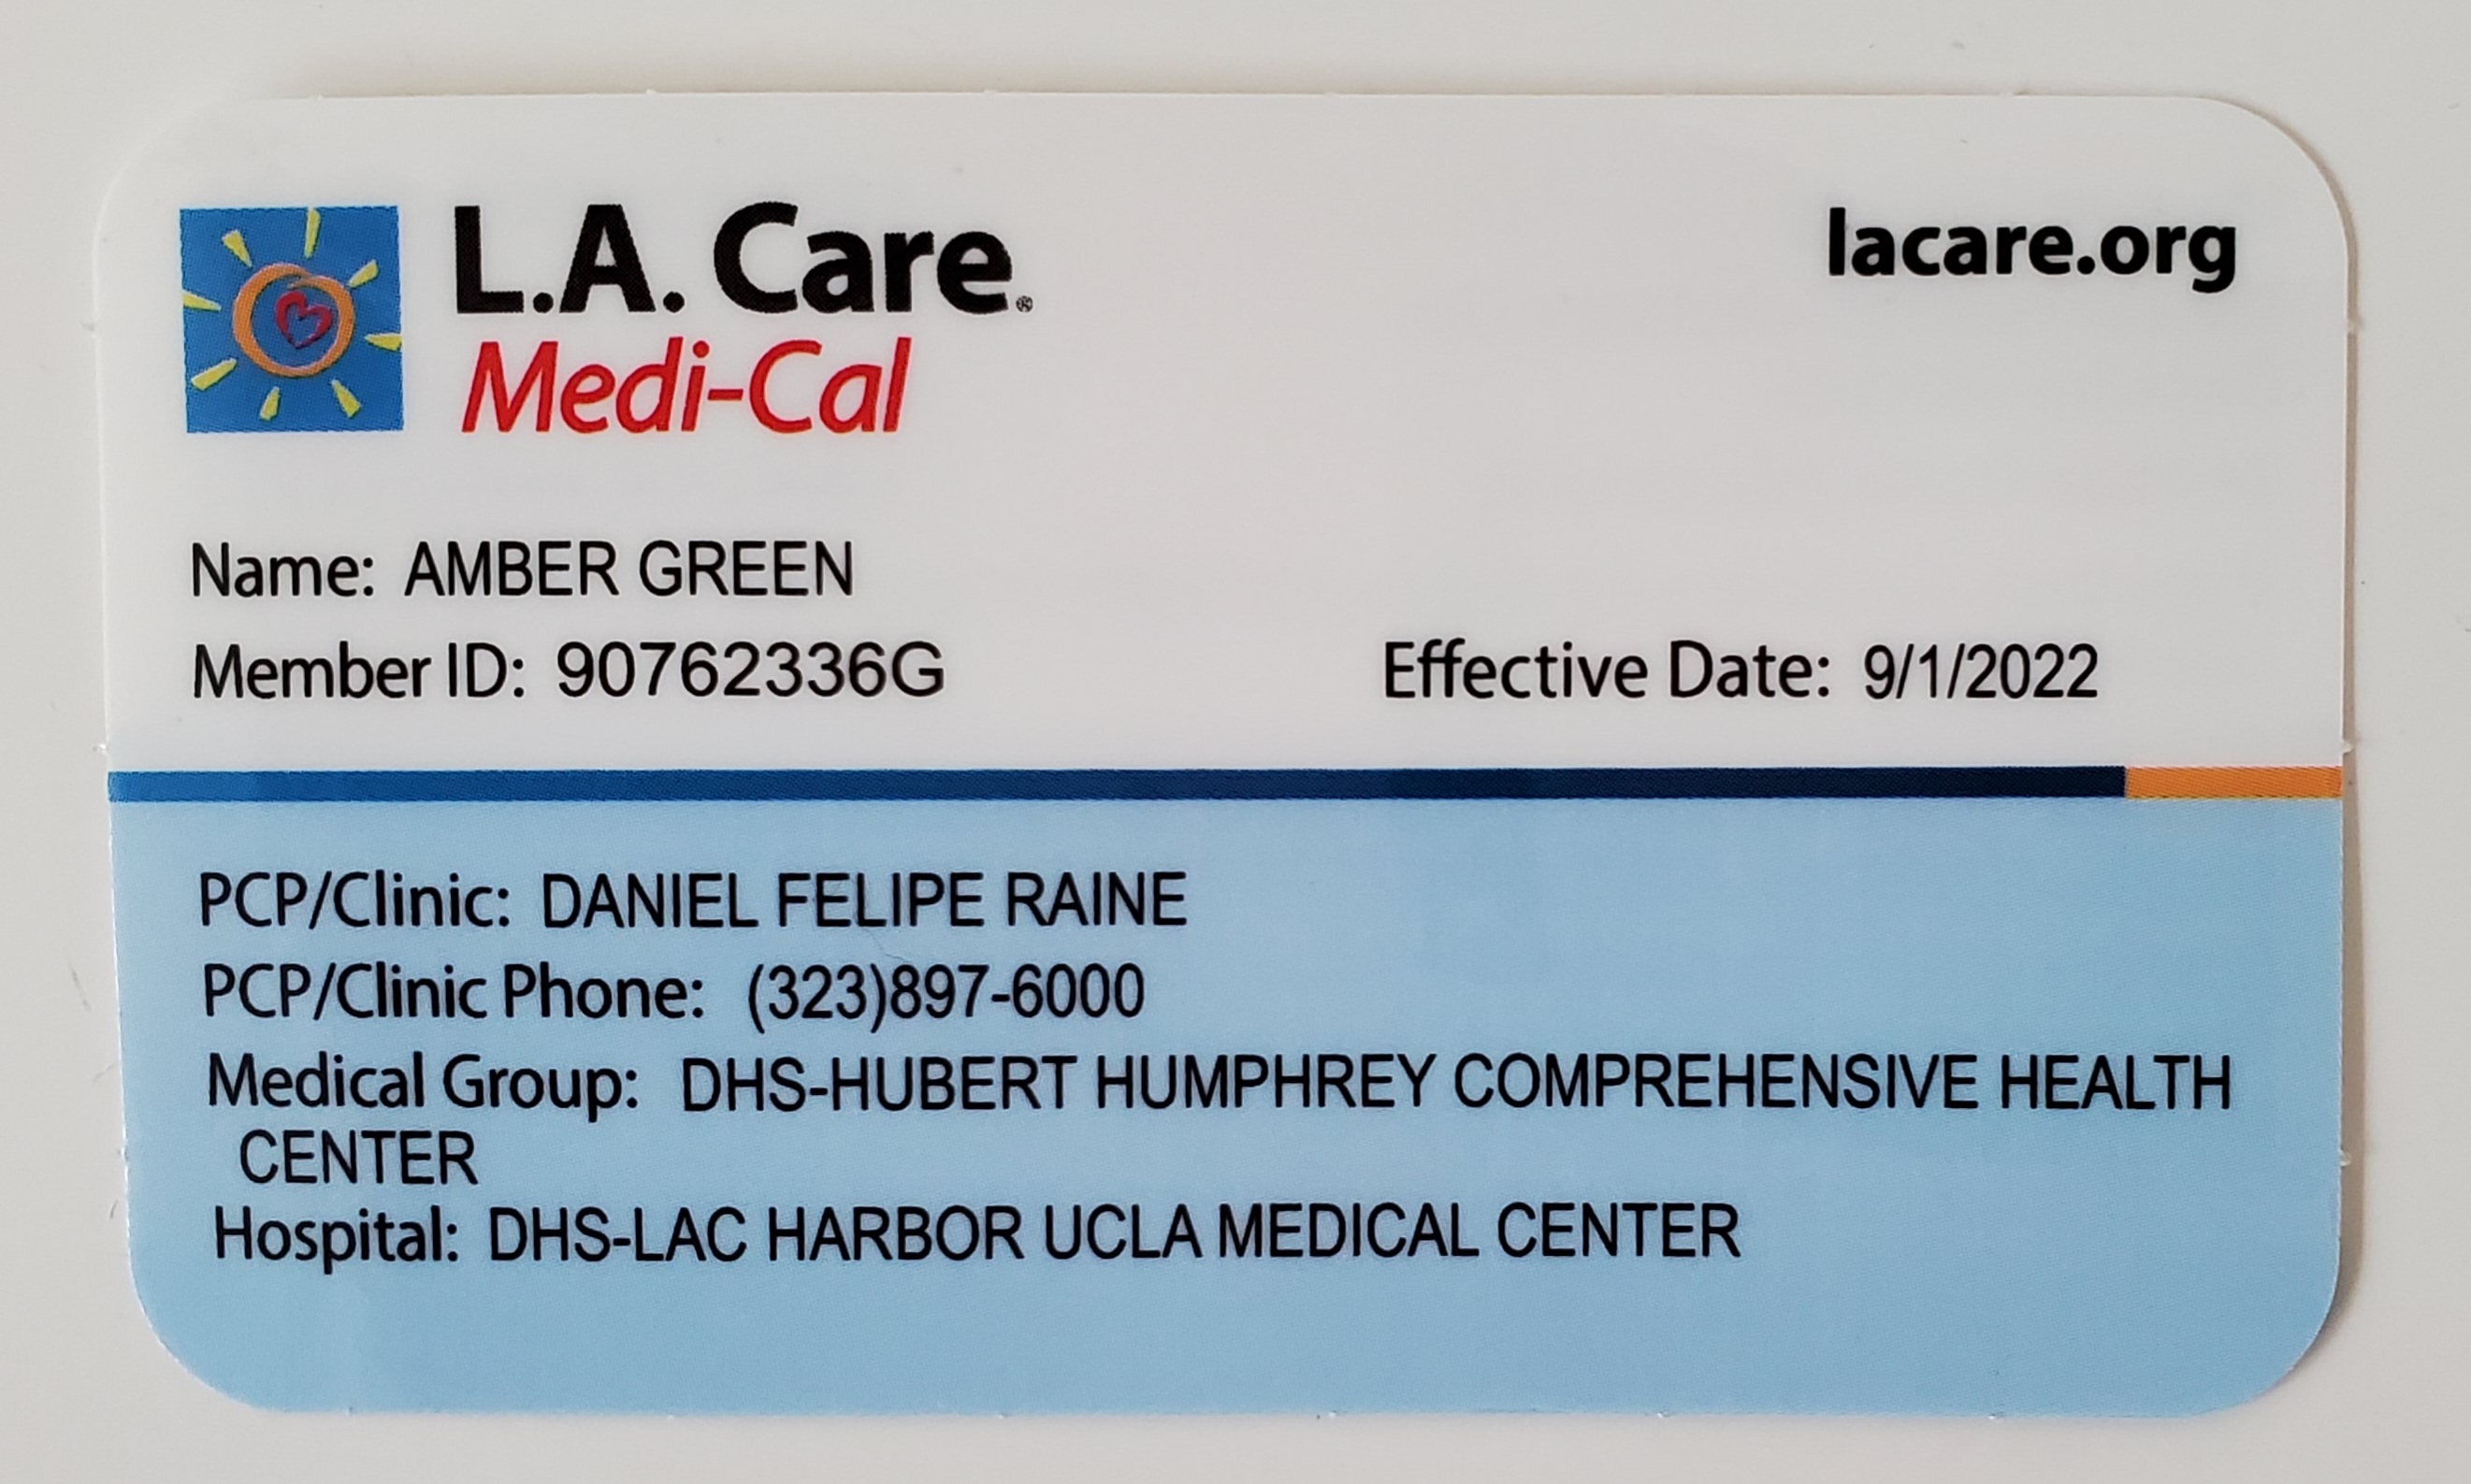 L.A. Care®
Medi-Cal
lacare.org
Name: AMBER GREEN
Member ID: 90762336G
Effective Date: 9/1/2022
PCP/Clinic: DANIEL FELIPE RAINE
PCP/Clinic Phone: (323)897-6000
Medical Group: DHS-HUBERT HUMPHREY COMPREHENSIVE HEALTH
CENTER
Hospital: DHS-LAC HARBOR UCLA MEDICAL CENTER